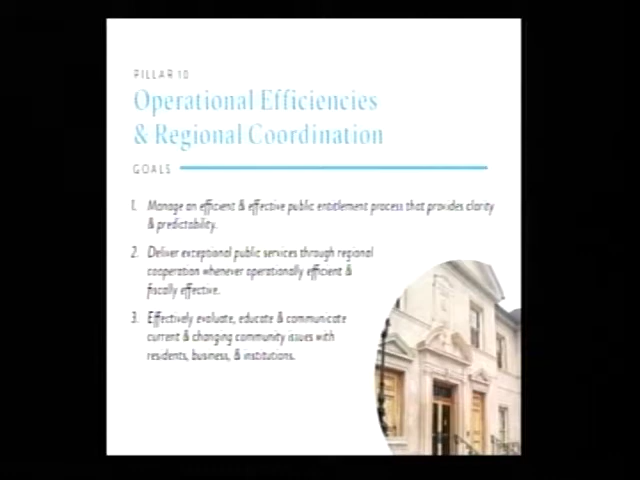 PILLAR 10
Operational Efficiencies
& Regional Coordination
GOALS
1. Manage an efficient & effective public entitlement process that provides clarity
& predictability.
2. Deliver exceptional public services through regional
cooperation whenever operationally efficient &
fiscally effective.
3. Effectively evaluate, educate & communicate
current & changing community issues with
residents, business, & institutions.